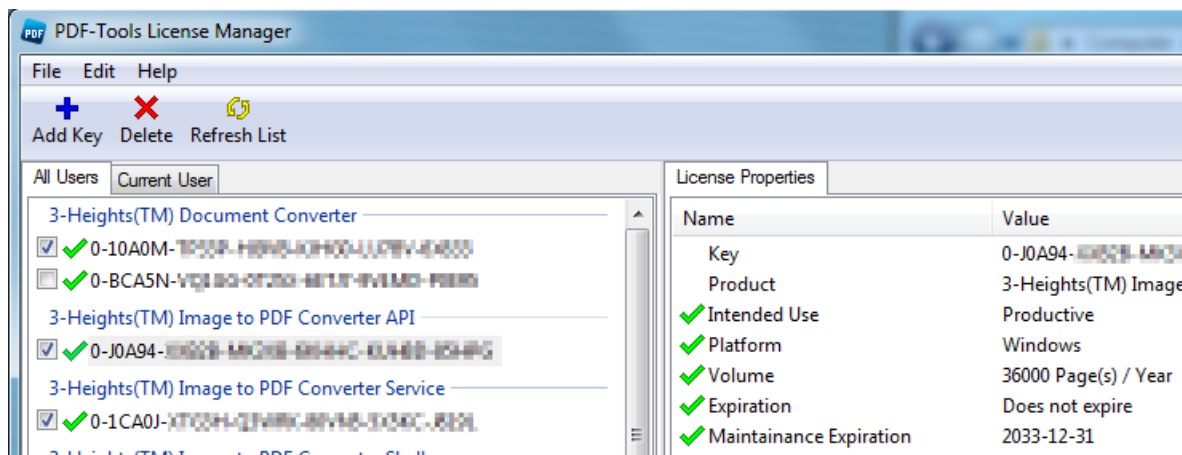 PDF-Tools License Manager
File Edit Help
Add Key Delete Refresh List
All Users Current User
3-Heights(TM) Document Converter
0-10A0M-
0-BCA5N-
3-Heights(TM) Image to PDF Converter API
0-J0A94-
3-Heights(TM) Image to PDF Converter Service
0-1CA0J-
License Properties
Name Value
Key 0-J0A94-
Product 3-Heights(TM) Image
Intended Use Productive
Platform Windows
Volume 36000 Page(s) / Year
Expiration Does not expire
Maintainance Expiration 2033-12-31